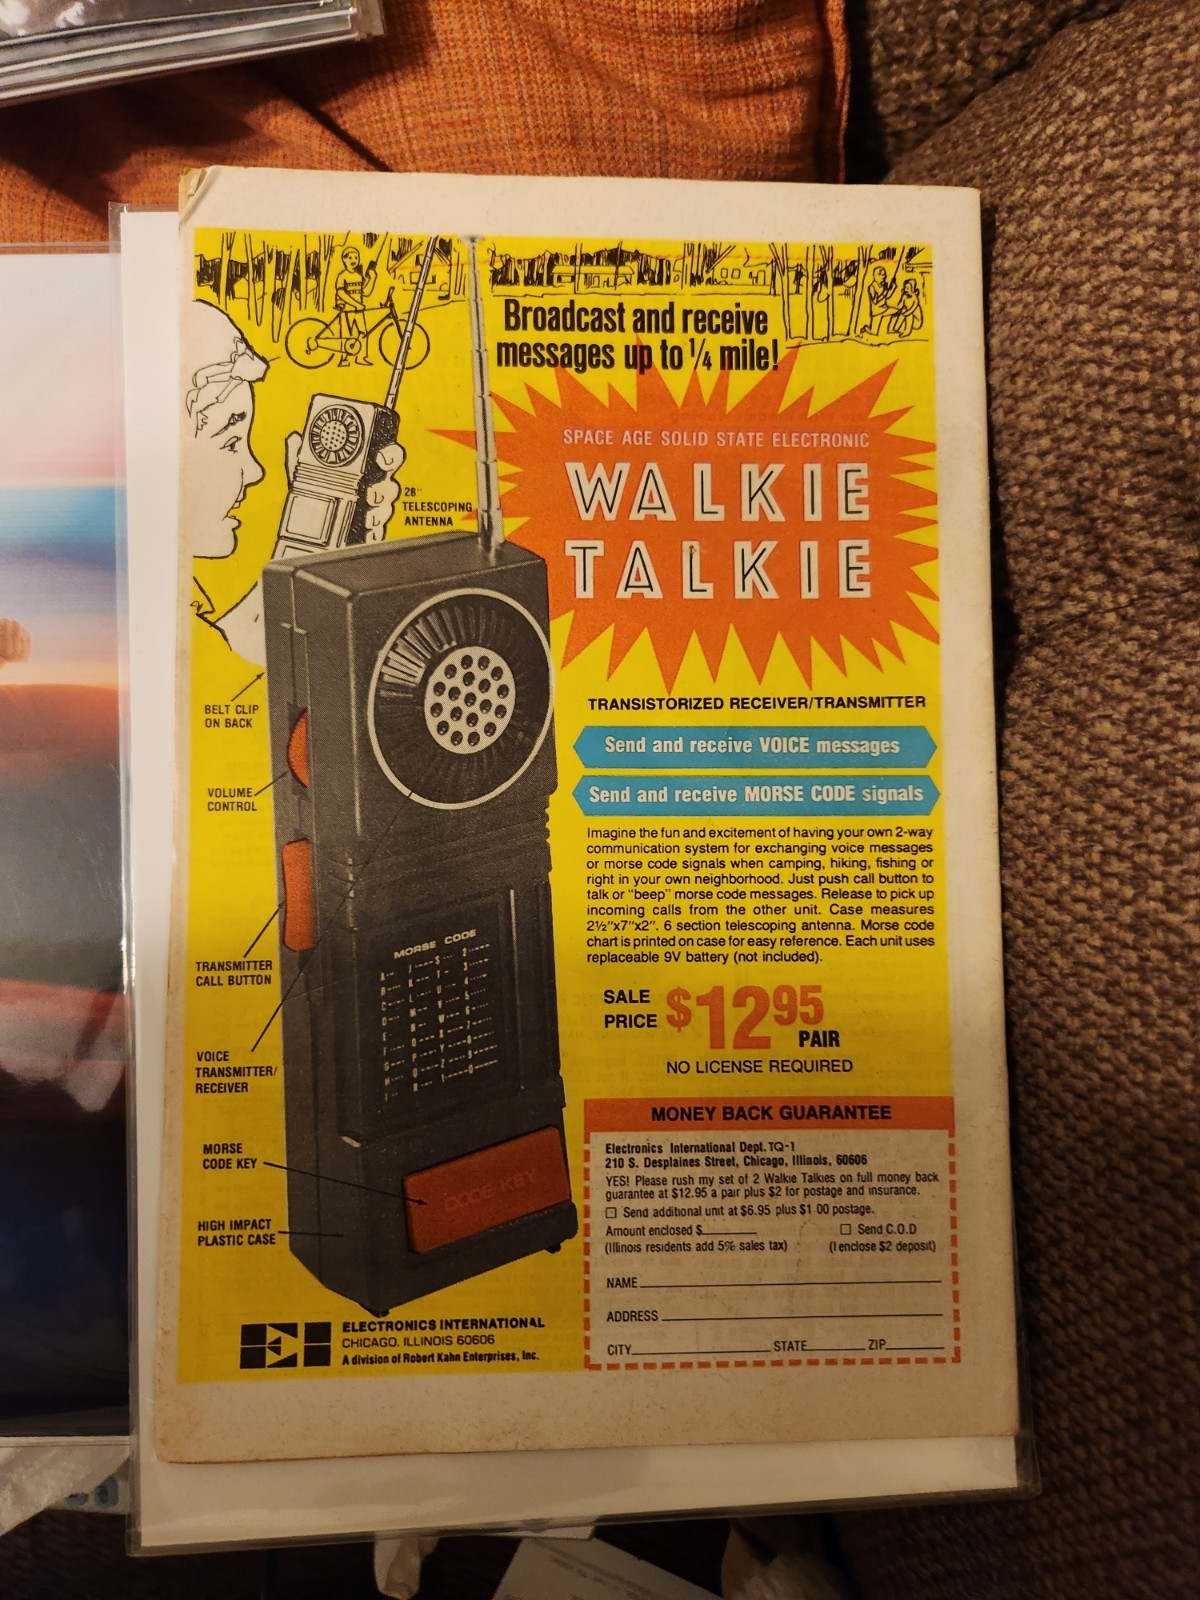 Broadcast and receive
messages up to 1/4 mile!
SPACE AGE SOLID STATE ELECTRONIC
WALKIE
TALKIE
28"
TELESCOPING
ANTENNA
TRANSISTORIZED RECEIVER/TRANSMITTER
Send and receive VOICE messages
Send and receive MORSE CODE signals
Imagine the fun and excitement of having your own 2-way
communication system for exchanging voice messages
or morse code signals when camping, hiking, fishing or
right in your own neighborhood. Just push call button to
talk or "beep" morse code messages. Release to pick up
incoming calls from the other unit. Case measures
2½"x7"x2". 6 section telescoping antenna. Morse code
chart is printed on case for easy reference. Each unit uses
replaceable 9V battery (not included).
SALE
PRICE $12 95
PAIR
NO LICENSE REQUIRED
BELT CLIP
ON BACK
VOLUME
CONTROL
TRANSMITTER
CALL BUTTON
VOICE
TRANSMITTER/
RECEIVER
MORSE
CODE KEY
HIGH IMPACT
PLASTIC CASE
MORSE CODE
CODE KEY
EI
ELECTRONICS INTERNATIONAL
CHICAGO, ILLINOIS 60606
A division of Robert Kahn Enterprises, Inc.
MONEY BACK GUARANTEE
Electronics International Dept. TQ-1
210 S. Desplaines Street, Chicago, Illinois, 60606
YES! Please rush my set of 2 Walkie Talkies on full money back
guarantee at $12.95 a pair plus $2 for postage and insurance.
☐ Send additional unit at $6.95 plus $1.00 postage.
Amount enclosed $ ☐ Send C.O.D
(Illinois residents add 5% sales tax) (I enclose $2 deposit)
NAME
ADDRESS
CITY STATE ZIP